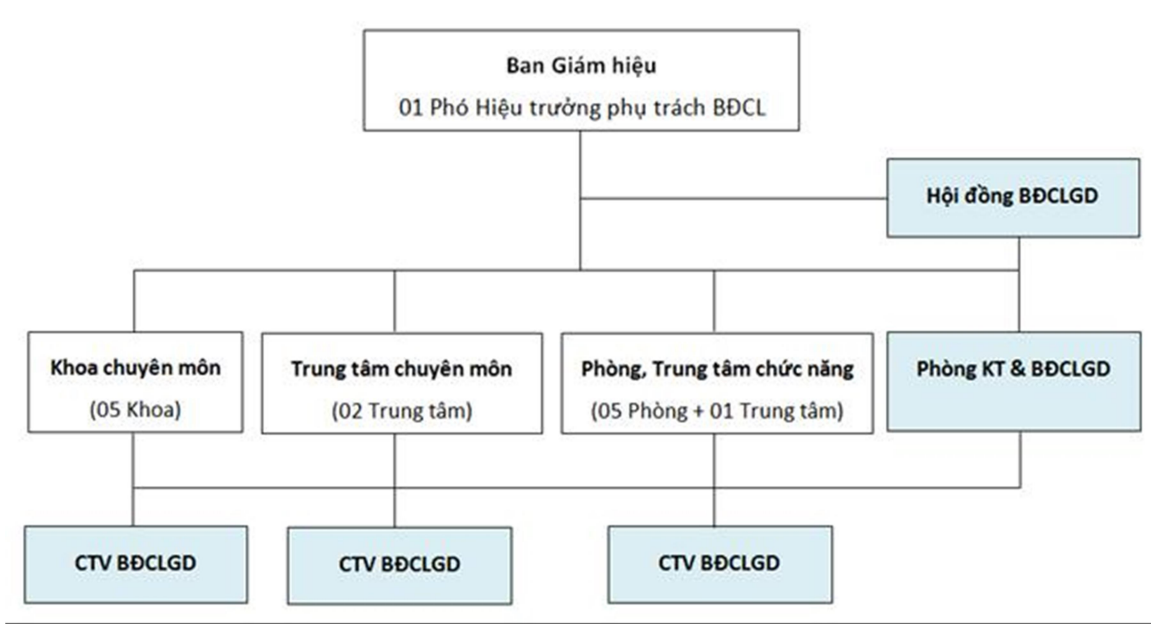 Ban Giám hiệu
01 Phó Hiệu trưởng phụ trách BĐCL
Hội đồng BĐCLGD
Khoa chuyên môn
(05 Khoa)
Trung tâm chuyên môn
(02 Trung tâm)
Phòng, Trung tâm chức năng
(05 Phòng + 01 Trung tâm)
Phòng KT & BĐCLGD
CTV BĐCLGD
CTV BĐCLGD
CTV BĐCLGD